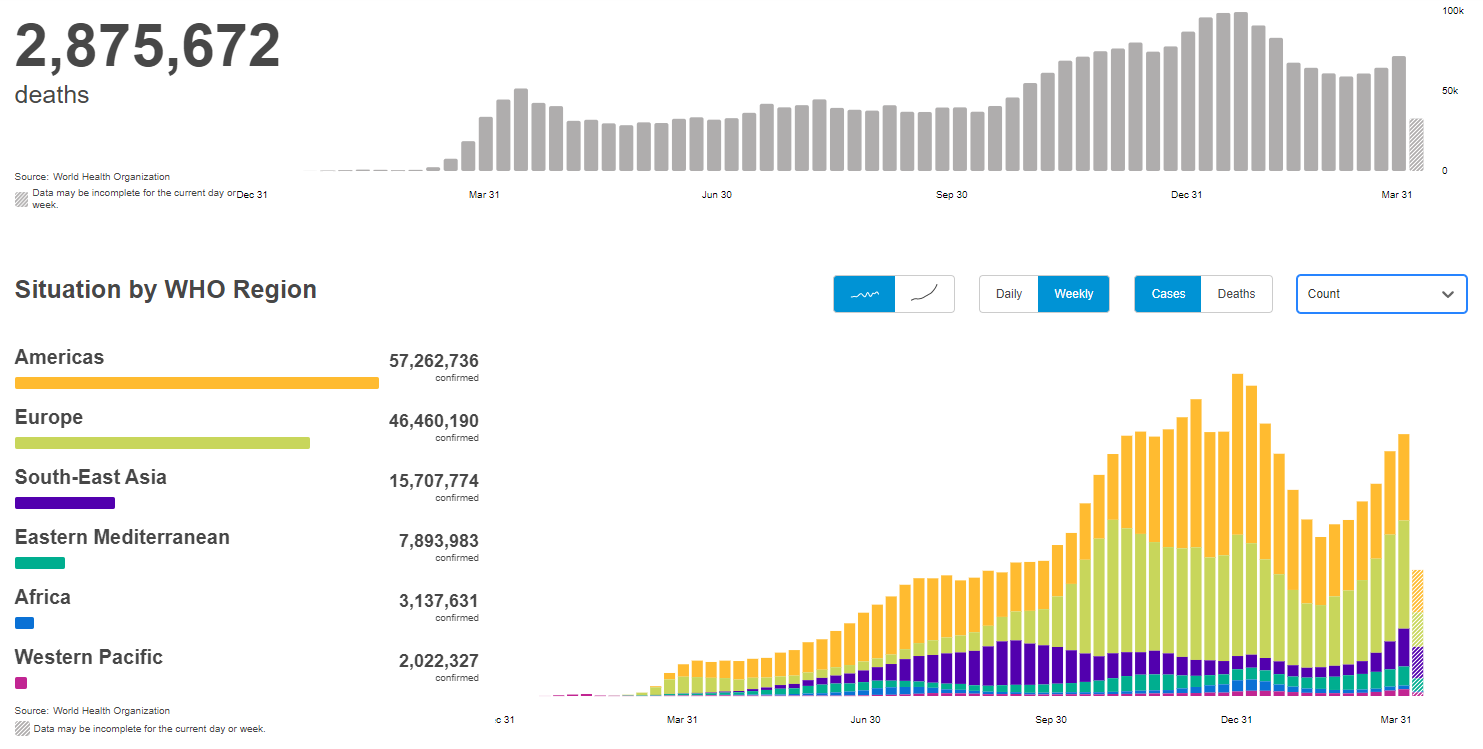 2,875,672
deaths
100k
50k
0
Source: World Health Organization
Data may be incomplete for the current day or
week.
Dec 31
Mar 31
Jun 30
Sep 30
Dec 31
Mar 31
Situation by WHO Region
Daily
Weekly
Cases
Deaths
Count
Americas
57,262,736
confirmed
Europe
46,460,190
confirmed
South-East Asia
15,707,774
confirmed
Eastern Mediterranean
7,893,983
confirmed
Africa
3,137,631
confirmed
Western Pacific
2,022,327
confirmed
Source: World Health Organization
Data may be incomplete for the current day or week.
c 31
Mar 31
Jun 30
Sep 30
Dec 31
Mar 31